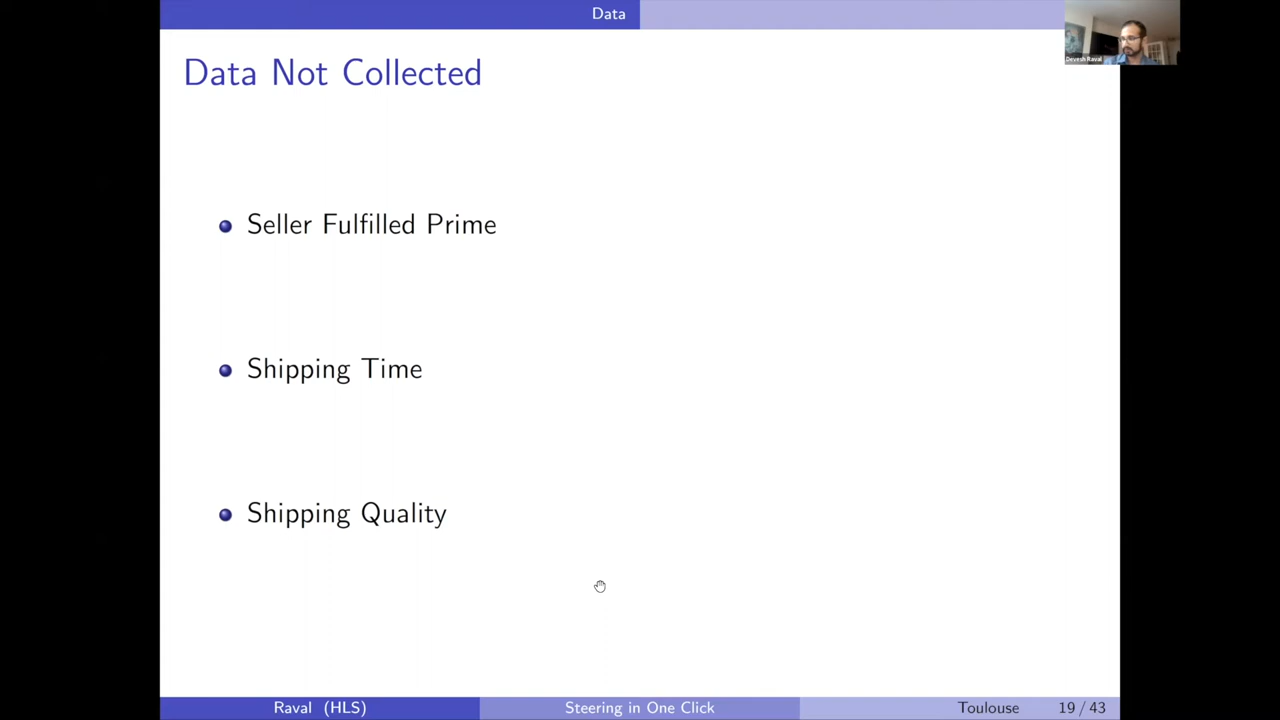 Data
Devesh Raval
Data Not Collected
Seller Fulfilled Prime
Shipping Time
Shipping Quality
Raval (HLS)
Steering in One Click
Toulouse
19 / 43